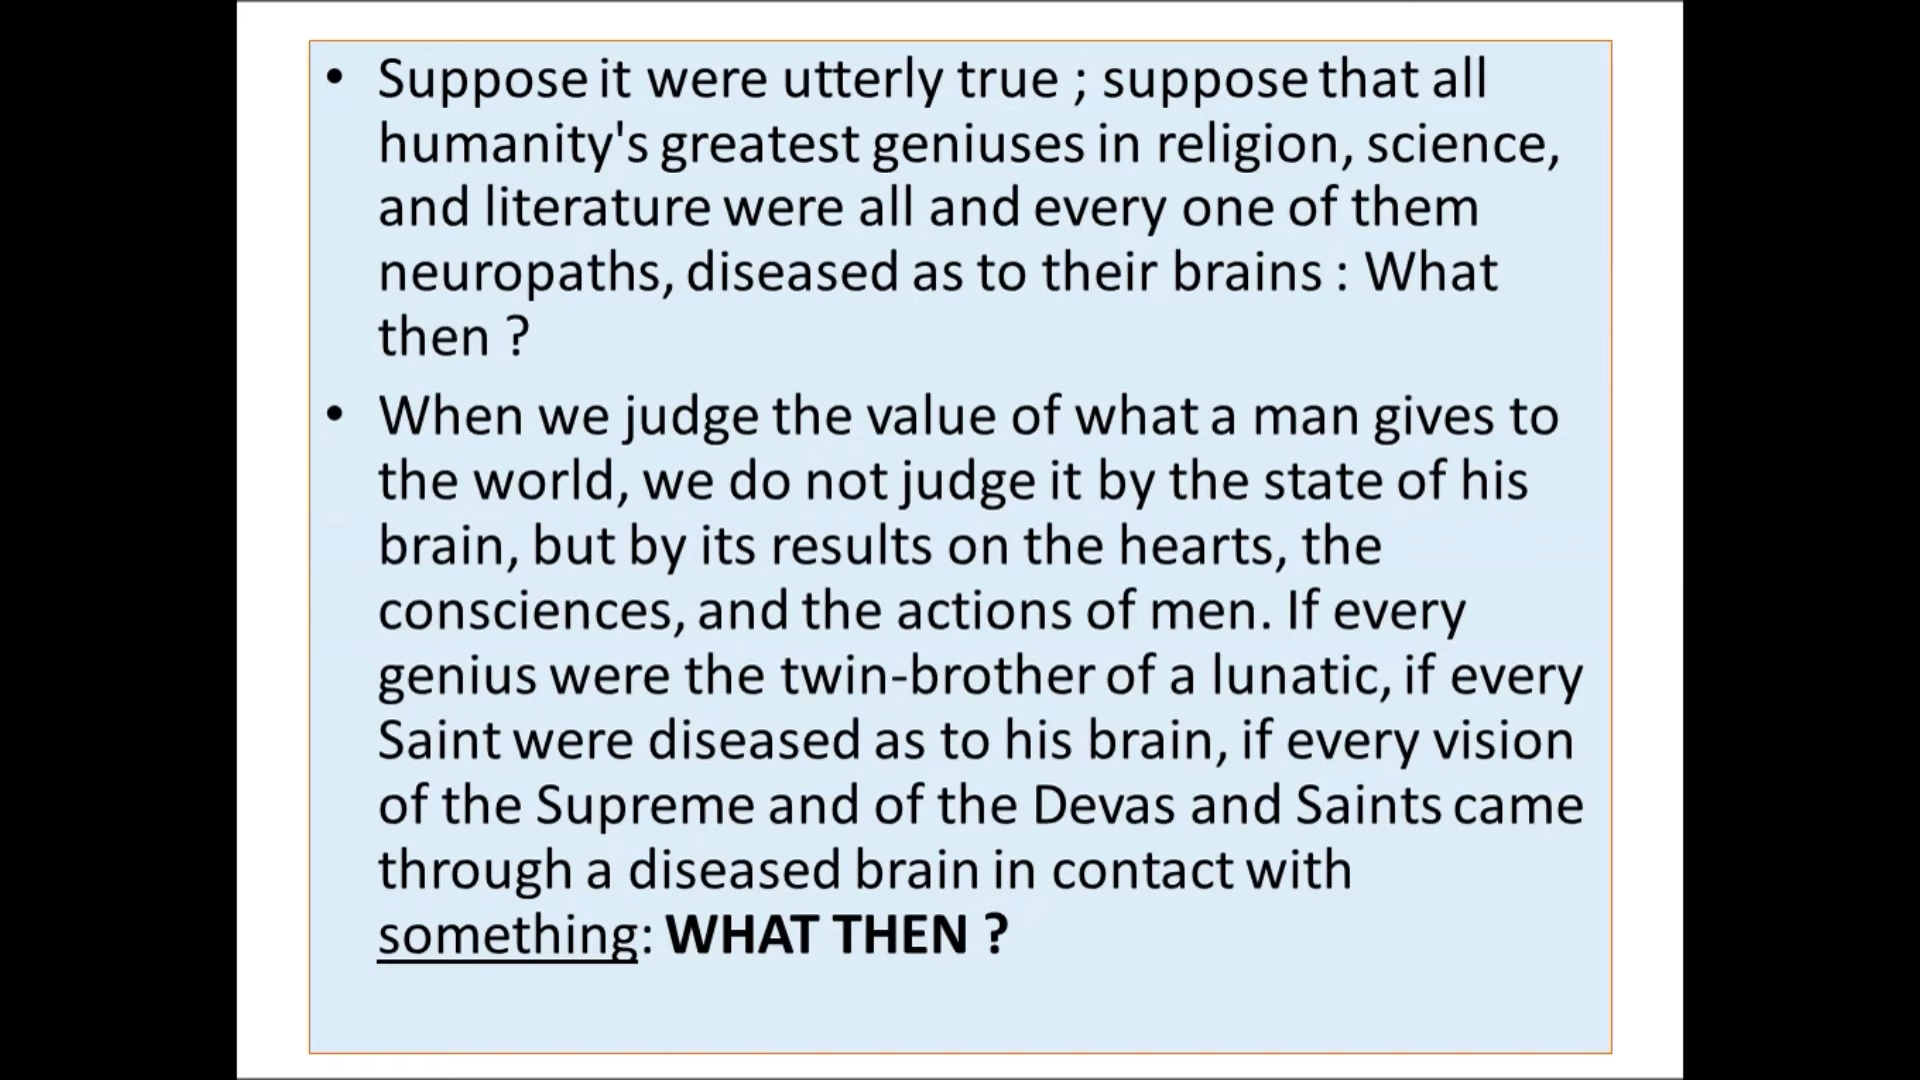 • Suppose it were utterly true ; suppose that all
humanity's greatest geniuses in religion, science,
and literature were all and every one of them
neuropaths, diseased as to their brains : What
then ?
• When we judge the value of what a man gives to
the world, we do not judge it by the state of his
brain, but by its results on the hearts, the
consciences, and the actions of men. If every
genius were the twin-brother of a lunatic, if every
Saint were diseased as to his brain, if every vision
of the Supreme and of the Devas and Saints came
through a diseased brain in contact with
something: WHAT THEN ?